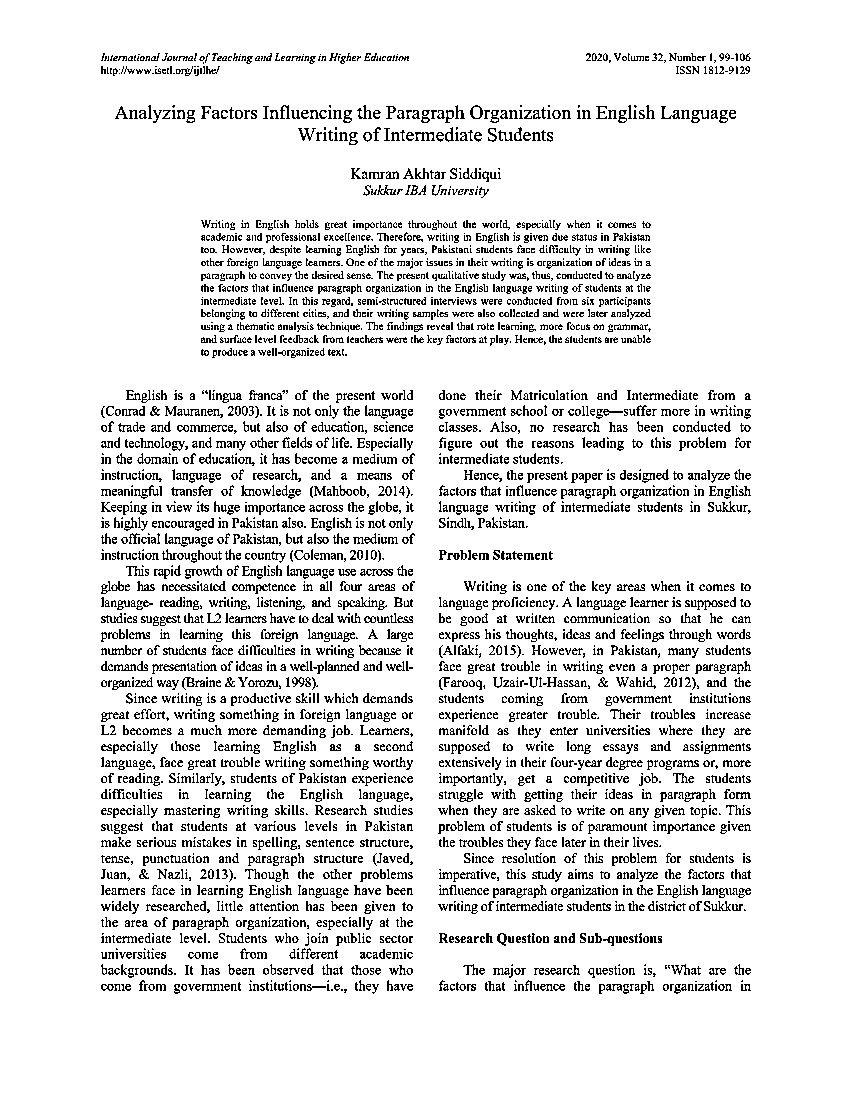 International Journal of Teaching and Learning in Higher Education
http://www.isetl.org/ijtlhe/
2020, Volume 32, Number 1, 99-106
ISSN 1812-9129
Analyzing Factors Influencing the Paragraph Organization in English Language
Writing of Intermediate Students
Kamran Akhtar Siddiqui
Sukkur IBA University
Writing in English holds great importance throughout the world, especially when it comes to
academic and professional excellence. Therefore, writing in English is given due status in Pakistan
too. However, despite learning English for years, Pakistani students face difficulty in writing like
other foreign language learners. One of the major issues in their writing is organization of ideas in a
paragraph to convey the desired sense. The present qualitative study was, thus, conducted to analyze
the factors that influence paragraph organization in the English language writing of students at the
intermediate level. In this regard, semi-structured interviews were conducted from six participants
belonging to different cities, and their writing samples were also collected and were later analyzed
using a thematic analysis technique. The findings reveal that rote learning, more focus on grammar,
and surface level feedback from teachers were the key factors at play. Hence, the students are unable
to produce a well-organized text.
English is a “lingua franca” of the present world
(Conrad & Mauranen, 2003). It is not only the language
of trade and commerce, but also of education, science
and technology, and many other fields of life. Especially
in the domain of education, it has become a medium of
instruction, language of research, and a means of
meaningful transfer of knowledge (Mahboob, 2014).
Keeping in view its huge importance across the globe, it
is highly encouraged in Pakistan also. English is not only
the official language of Pakistan, but also the medium of
instruction throughout the country (Coleman, 2010).
This rapid growth of English language use across the
globe has necessitated competence in all four areas of
language- reading, writing, listening, and speaking. But
studies suggest that L2 learners have to deal with countless
problems in learning this foreign language. A large
number of students face difficulties in writing because it
demands presentation of ideas in a well-planned and well-
organized way (Braine & Yorozu, 1998).
Since writing is a productive skill which demands
great effort, writing something in foreign language or
L2 becomes a much more demanding job. Learners,
especially those learning English as a second
language, face great trouble writing something worthy
of reading. Similarly, students of Pakistan experience
difficulties in learning the English language,
especially mastering writing skills. Research studies
suggest that students at various levels in Pakistan
make serious mistakes in spelling, sentence structure,
tense, punctuation and paragraph structure (Javed,
Juan, & Nazli, 2013). Though the other problems
learners face in learning English language have been
widely researched, little attention has been given to
the area of paragraph organization, especially at the
intermediate level. Students who join public sector
universities come from different academic
backgrounds. It has been observed that those who
come from government institutions—i.e., they have
done their Matriculation and Intermediate from a
government school or college—suffer more in writing
classes. Also, no research has been conducted to
figure out the reasons leading to this problem for
intermediate students.
Hence, the present paper is designed to analyze the
factors that influence paragraph organization in English
language writing of intermediate students in Sukkur,
Sindh, Pakistan.
Problem Statement
Writing is one of the key areas when it comes to
language proficiency. A language learner is supposed to
be good at written communication so that he can
express his thoughts, ideas and feelings through words
(Alfaki, 2015). However, in Pakistan, many students
face great trouble in writing even a proper paragraph
(Farooq, Uzair-Ul-Hassan, & Wahid, 2012), and the
students coming from government institutions
experience greater trouble. Their troubles increase
manifold as they enter universities where they are
supposed to write long essays and assignments
extensively in their four-year degree programs or, more
importantly, get a competitive job. The students
struggle with getting their ideas in paragraph form
when they are asked to write on any given topic. This
problem of students is of paramount importance given
the troubles they face later in their lives.
Since resolution of this problem for students is
imperative, this study aims to analyze the factors that
influence paragraph organization in the English language
writing of intermediate students in the district of Sukkur.
Research Question and Sub-questions
The major research question is, “What are the
factors that influence the paragraph organization in